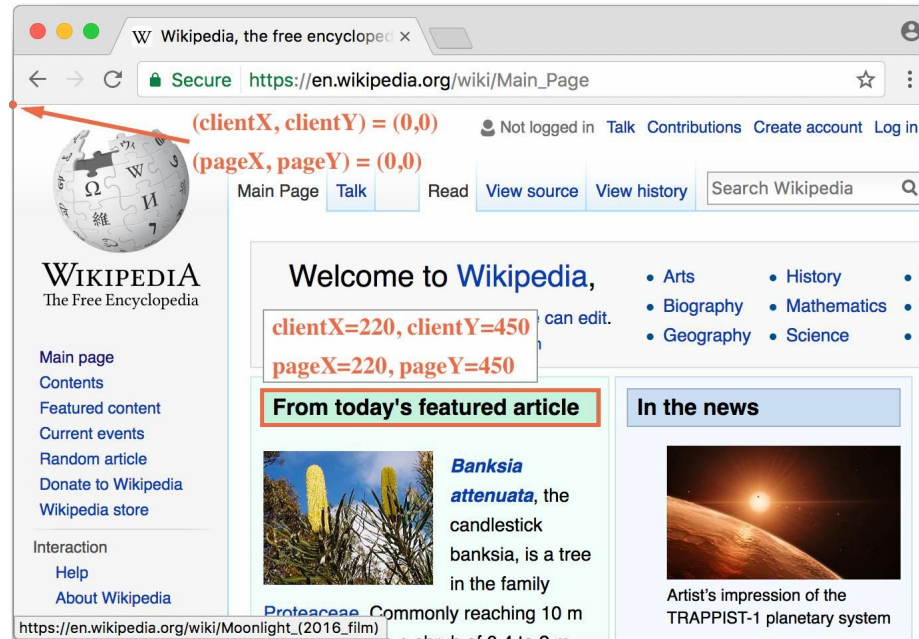 W Wikipedia, the free encycloped ×
Secure https://en.wikipedia.org/wiki/Main_Page
(clientX, clientY) = (0,0)
(pageX, pageY) = (0,0)
Not logged in Talk Contributions Create account Log in
Main Page Talk Read View source View history Search Wikipedia
Ω W И 維 7
WIKIPEDIA
The Free Encyclopedia
Main page
Contents
Featured content
Current events
Random article
Donate to Wikipedia
Wikipedia store
Interaction
Help
About Wikipedia
https://en.wikipedia.org/wiki/Moonlight_(2016_film)
Welcome to Wikipedia,
can edit.
• Arts
• Biography
• Geography
• History
• Mathematics
• Science
clientX=220, clientY=450
pageX=220, pageY=450
From today's featured article
Banksia
attenuata, the
candlestick
banksia, is a tree
in the family
Proteaceae. Commonly reaching 10 m
In the news
Artist's impression of the
TRAPPIST-1 planetary system